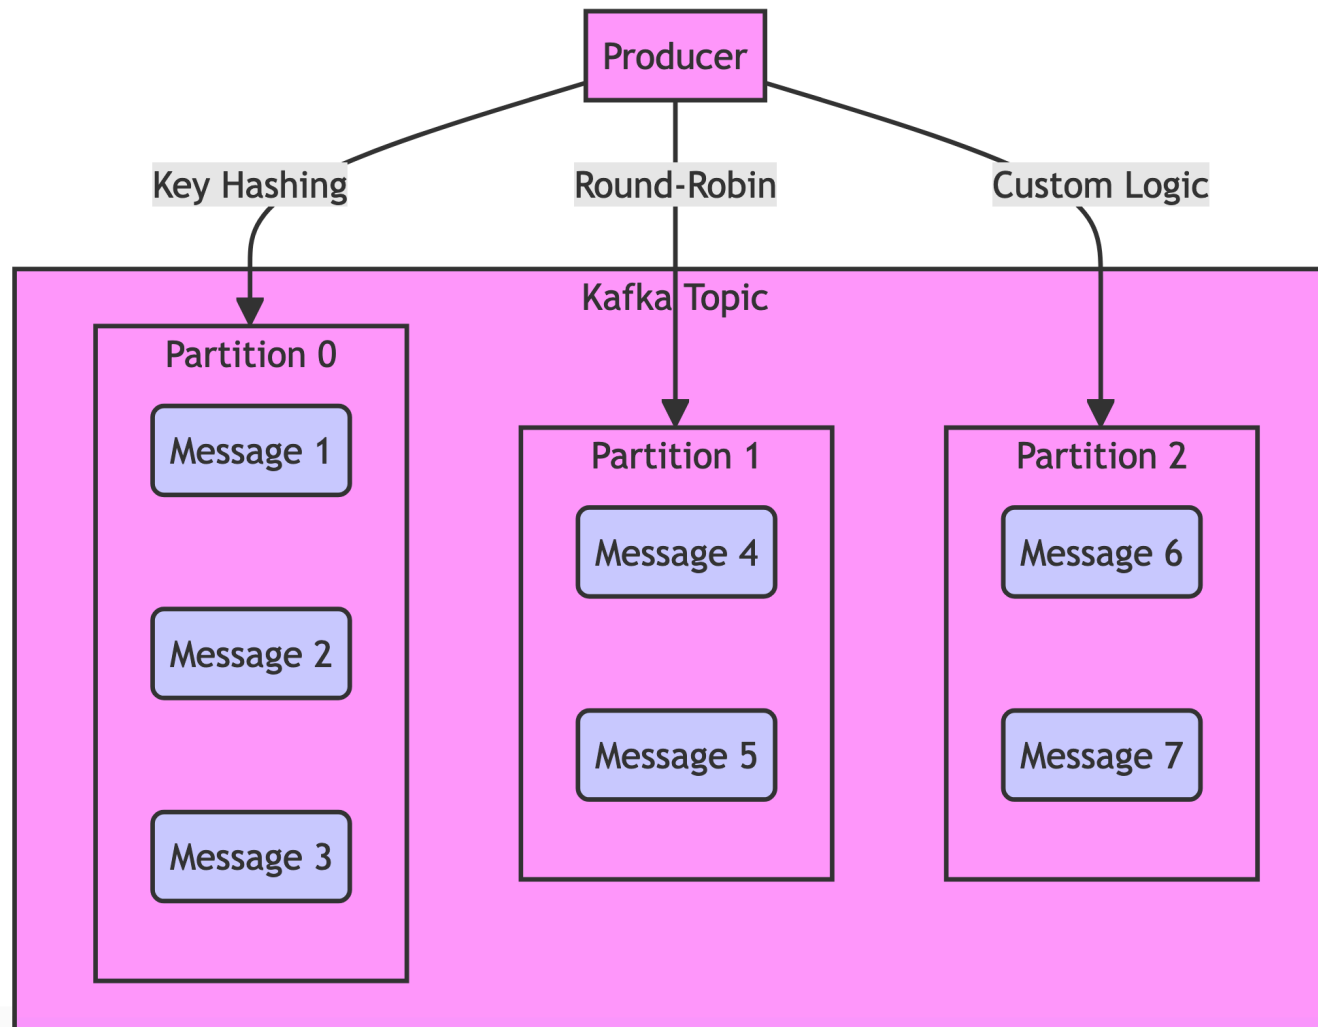 Producer
Key Hashing
Round-Robin
Custom Logic
Kafka Topic
Partition 0
Message 1
Message 2
Message 3
Partition 1
Message 4
Message 5
Partition 2
Message 6
Message 7